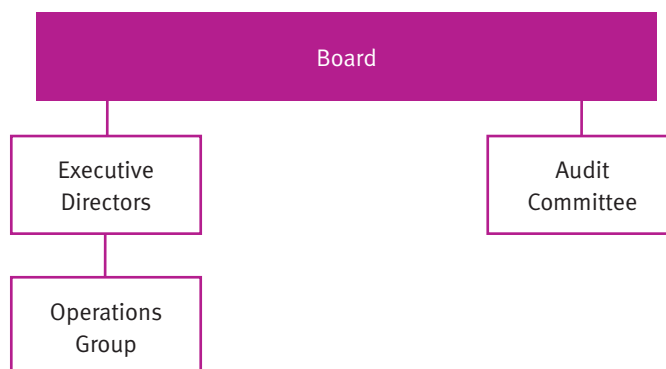 Board
Executive
Directors
Audit
Committee
Operations
Group